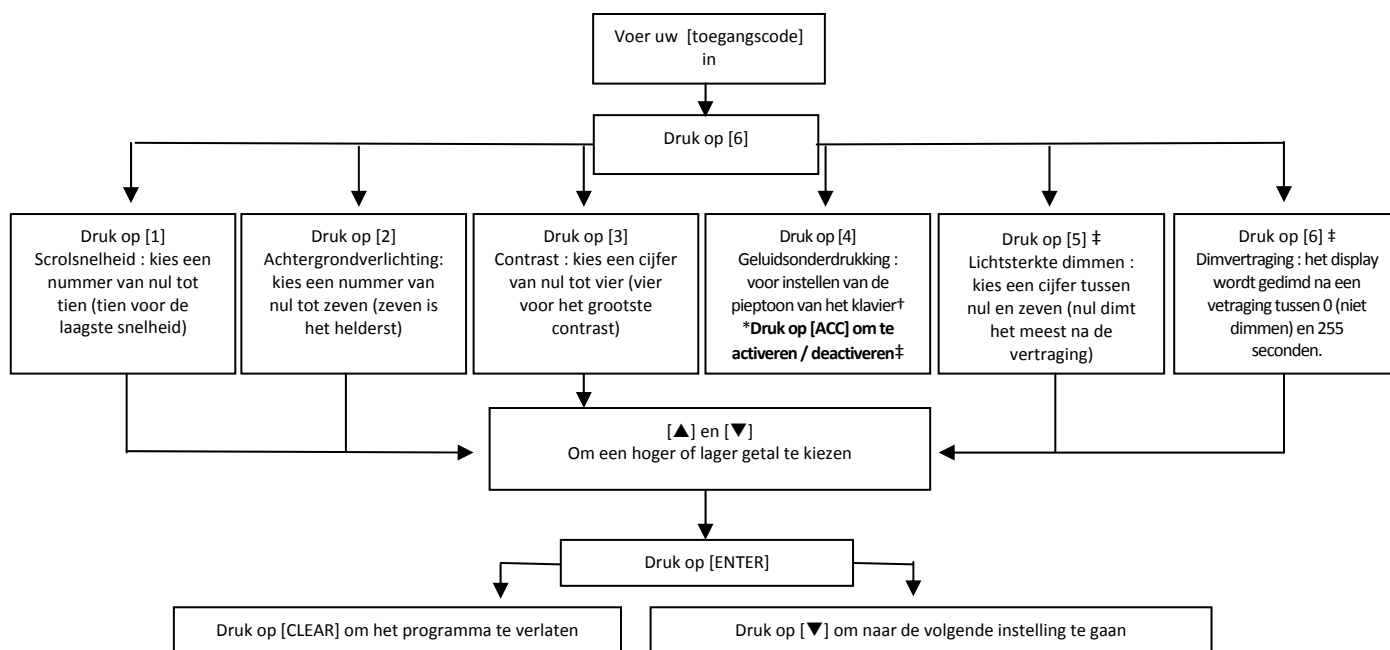 Voer uw [toegangscode]
in
Druk op [6]
Druk op [1]
Scrolsnelheid : kies een
nummer van nul tot
tien (tien voor de
laagste snelheid)
Druk op [2]
Achtergrondverlichting:
kies een nummer van
nul tot zeven (zeven is
het helderst)
Druk op [3]
Contrast : kies een cijfer
van nul tot vier (vier
voor het grootste
contrast)
Druk op [4]
Geluidsonderdrukking :
voor instellen van de
pieptoon van het klavier†
*Druk op [ACC] om te
activeren / deactiveren‡
Druk op [5] ‡
Lichtsterkte dimmen :
kies een cijfer tussen
nul en zeven (nul dimt
het meest na de
vertraging)
Druk op [6] ‡
Dimvertraging : het display
wordt gedimd na een
vetraging tussen 0 (niet
dimmen) en 255
seconden.
[▲] en [▼]
Om een hoger of lager getal te kiezen
Druk op [ENTER]
Druk op [CLEAR] om het programma te verlaten
Druk op [▼] om naar de volgende instelling te gaan